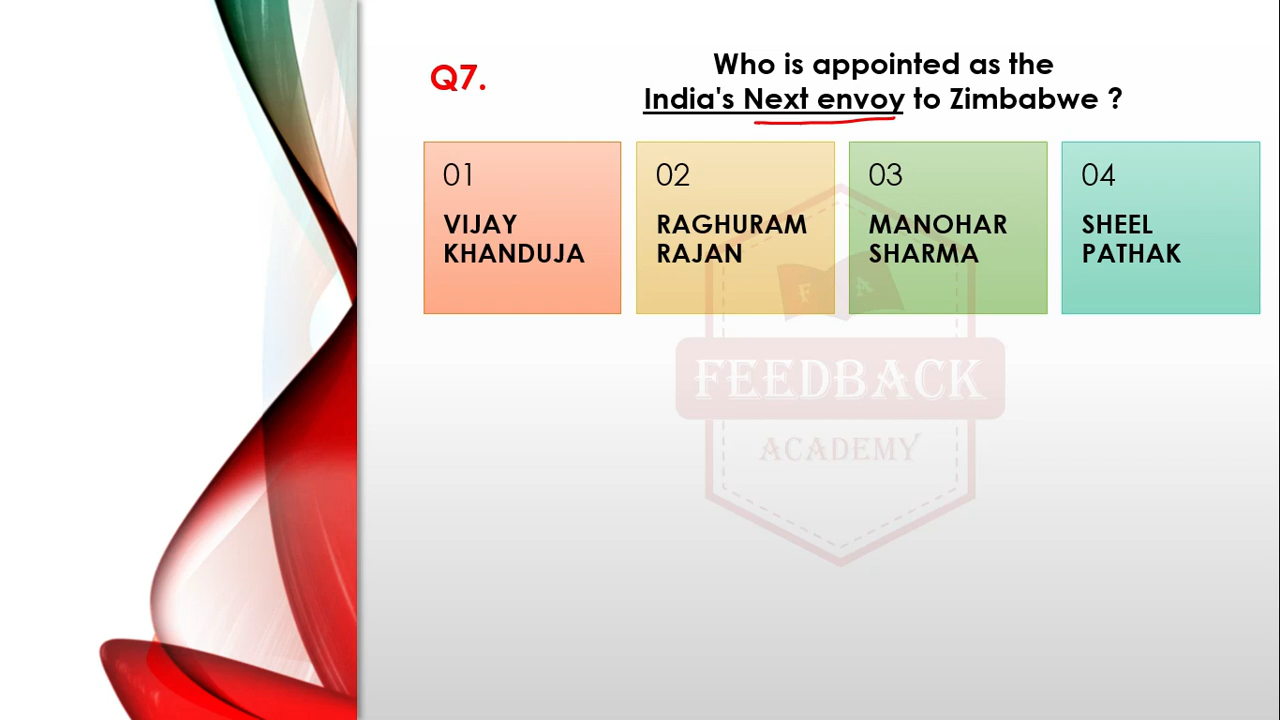 Q7.
Who is appointed as the
India's Next envoy to Zimbabwe ?
01
VIJAY
KHANDUJA
02
RAGHURAM
RAJAN
03
MANOHAR
SHARMA
04
SHEEL
PATHAK
F A
FEEDBACK
ACADEMY